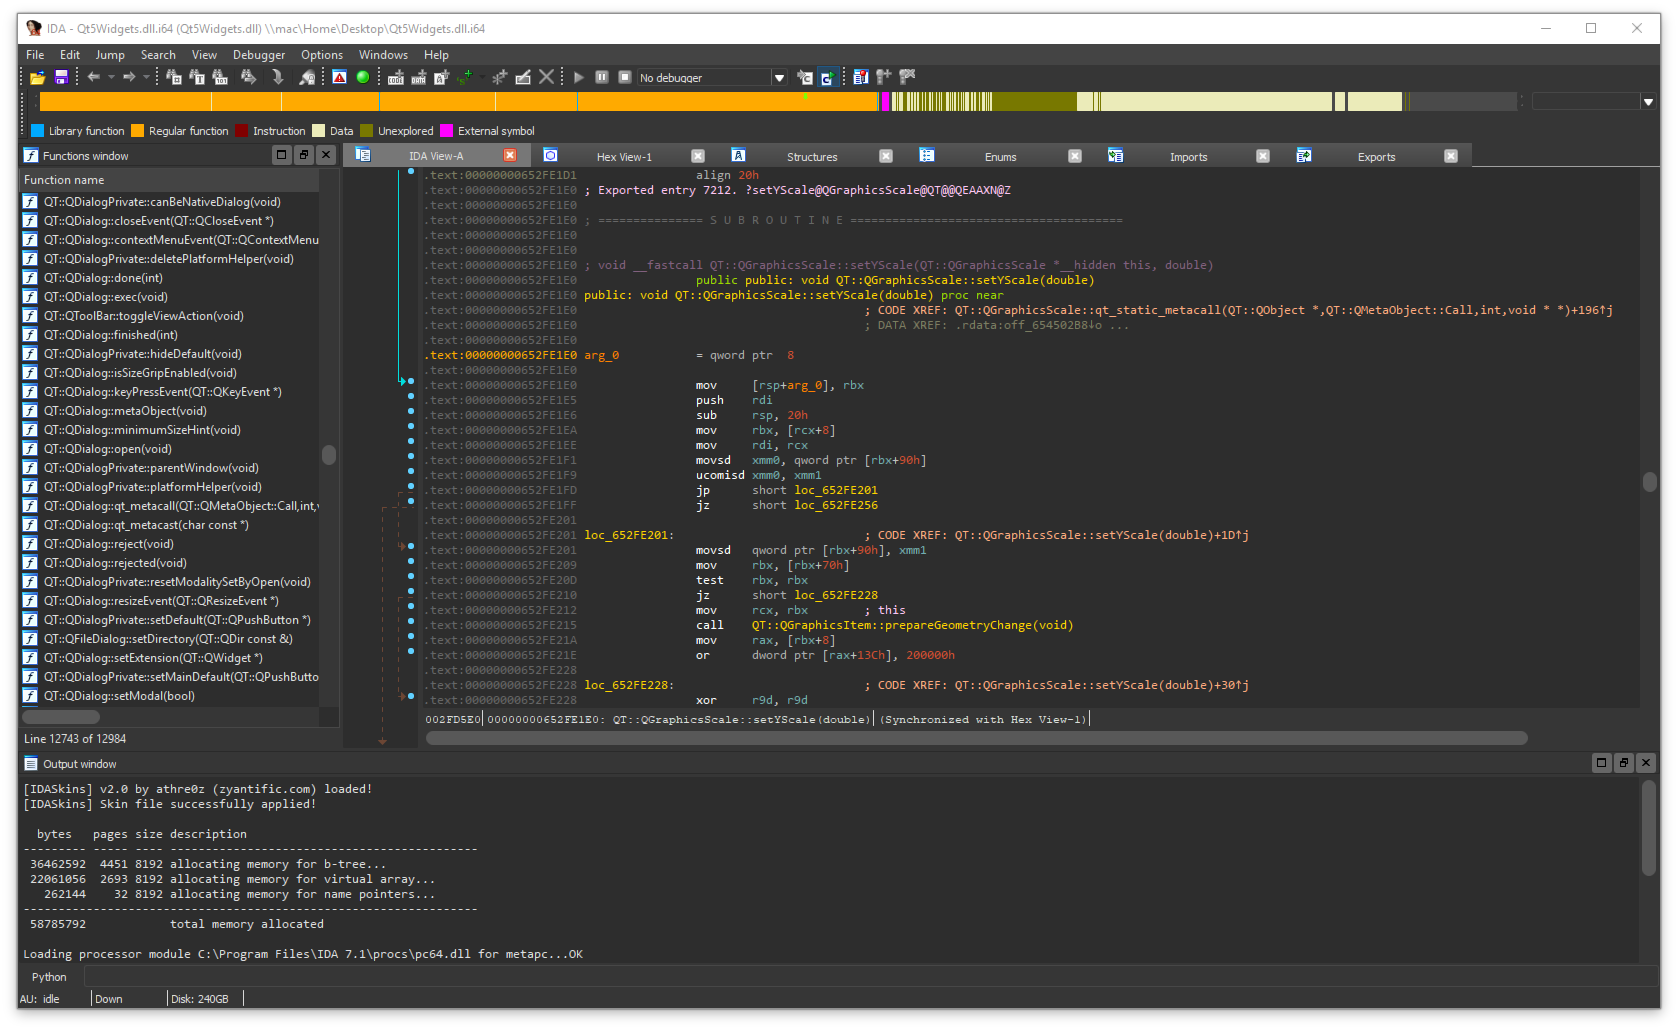 IDA - Qt5Widgets.dll.i64 (Qt5Widgets.dll) \\mac\Home\Desktop\Qt5Widgets.dll.i64
File Edit Jump Search View Debugger Options Windows Help
No debugger
Library function Regular function Instruction Data Unexplored External symbol
Functions window
Function name
QT::QDialogPrivate::canBeNativeDialog(void)
QT::QDialog::closeEvent(QT::QCloseEvent *)
QT::QDialog::contextMenuEvent(QT::QContextMenu
QT::QDialogPrivate::deletePlatformHelper(void)
QT::QDialog::done(int)
QT::QDialog::exec(void)
QT::QToolBar::toggleViewAction(void)
QT::QDialog::finished(int)
QT::QDialogPrivate::hideDefault(void)
QT::QDialog::isSizeGripEnabled(void)
QT::QDialog::keyPressEvent(QT::QKeyEvent *)
QT::QDialog::metaObject(void)
QT::QDialog::minimumSizeHint(void)
QT::QDialog::open(void)
QT::QDialogPrivate::parentWindow(void)
QT::QDialogPrivate::platformHelper(void)
QT::QDialog::qt_metacall(QT::QMetaObject::Call,int,v
QT::QDialog::qt_metacast(char const *)
QT::QDialog::reject(void)
QT::QDialog::rejected(void)
QT::QDialogPrivate::resetModalitySetByOpen(void)
QT::QDialog::resizeEvent(QT::QResizeEvent *)
QT::QDialogPrivate::setDefault(QT::QPushButton *)
QT::QFileDialog::setDirectory(QT::QDir const &)
QT::QDialog::setExtension(QT::QWidget *)
QT::QDialogPrivate::setMainDefault(QT::QPushButto
QT::QDialog::setModal(bool)
Line 12743 of 12984
IDA View-A Hex View-1 Structures Enums Imports Exports
.text:00000000652FE1D1 align 20h
.text:00000000652FE1E0 ; Exported entry 7212. ?setYScale@QGraphicsScale@QT@@QEAAXN@Z
.text:00000000652FE1E0
.text:00000000652FE1E0 ; =============== S U B R O U T I N E =======================================
.text:00000000652FE1E0
.text:00000000652FE1E0
.text:00000000652FE1E0 ; void __fastcall QT::QGraphicsScale::setYScale(QT::QGraphicsScale *__hidden this, double)
.text:00000000652FE1E0 public public: void QT::QGraphicsScale::setYScale(double)
.text:00000000652FE1E0 public: void QT::QGraphicsScale::setYScale(double) proc near
.text:00000000652FE1E0 ; CODE XREF: QT::QGraphicsScale::qt_static_metacall(QT::QObject *,QT::QMetaObject::Call,int,void * *)+196↑j
.text:00000000652FE1E0 ; DATA XREF: .rdata:off_654502B8↓o ...
.text:00000000652FE1E0
.text:00000000652FE1E0 arg_0 = qword ptr 8
.text:00000000652FE1E0
.text:00000000652FE1E0 mov [rsp+arg_0], rbx
.text:00000000652FE1E5 push rdi
.text:00000000652FE1E6 sub rsp, 20h
.text:00000000652FE1EA mov rbx, [rcx+8]
.text:00000000652FE1EE mov rdi, rcx
.text:00000000652FE1F1 movsd xmm0, qword ptr [rbx+90h]
.text:00000000652FE1F9 ucomisd xmm0, xmm1
.text:00000000652FE1FD jp short loc_652FE201
.text:00000000652FE1FF jz short loc_652FE256
.text:00000000652FE201
.text:00000000652FE201 loc_652FE201: ; CODE XREF: QT::QGraphicsScale::setYScale(double)+1D↑j
.text:00000000652FE201 movsd qword ptr [rbx+90h], xmm1
.text:00000000652FE209 mov rbx, [rbx+70h]
.text:00000000652FE20D test rbx, rbx
.text:00000000652FE210 jz short loc_652FE228
.text:00000000652FE212 mov rcx, rbx ; this
.text:00000000652FE215 call QT::QGraphicsItem::prepareGeometryChange(void)
.text:00000000652FE21A mov rax, [rbx+8]
.text:00000000652FE21E or dword ptr [rax+13Ch], 200000h
.text:00000000652FE228
.text:00000000652FE228 loc_652FE228: ; CODE XREF: QT::QGraphicsScale::setYScale(double)+30↑j
.text:00000000652FE228 xor r9d, r9d
002FD5E0 00000000652FE1E0: QT::QGraphicsScale::setYScale(double) (Synchronized with Hex View-1)
Output window
[IDASkins] v2.0 by athre0z (zyantific.com) loaded!
[IDASkins] Skin file successfully applied!
bytes pages size description
--------- ----- ---- --------------------------------------------
36462592 4451 8192 allocating memory for b-tree...
22061056 2693 8192 allocating memory for virtual array...
262144 32 8192 allocating memory for name pointers...
-----------------------------------------------------------------
58785792 total memory allocated
Loading processor module C:\Program Files\IDA 7.1\procs\pc64.dll for metapc...OK
Python
AU: idle Down Disk: 240GB